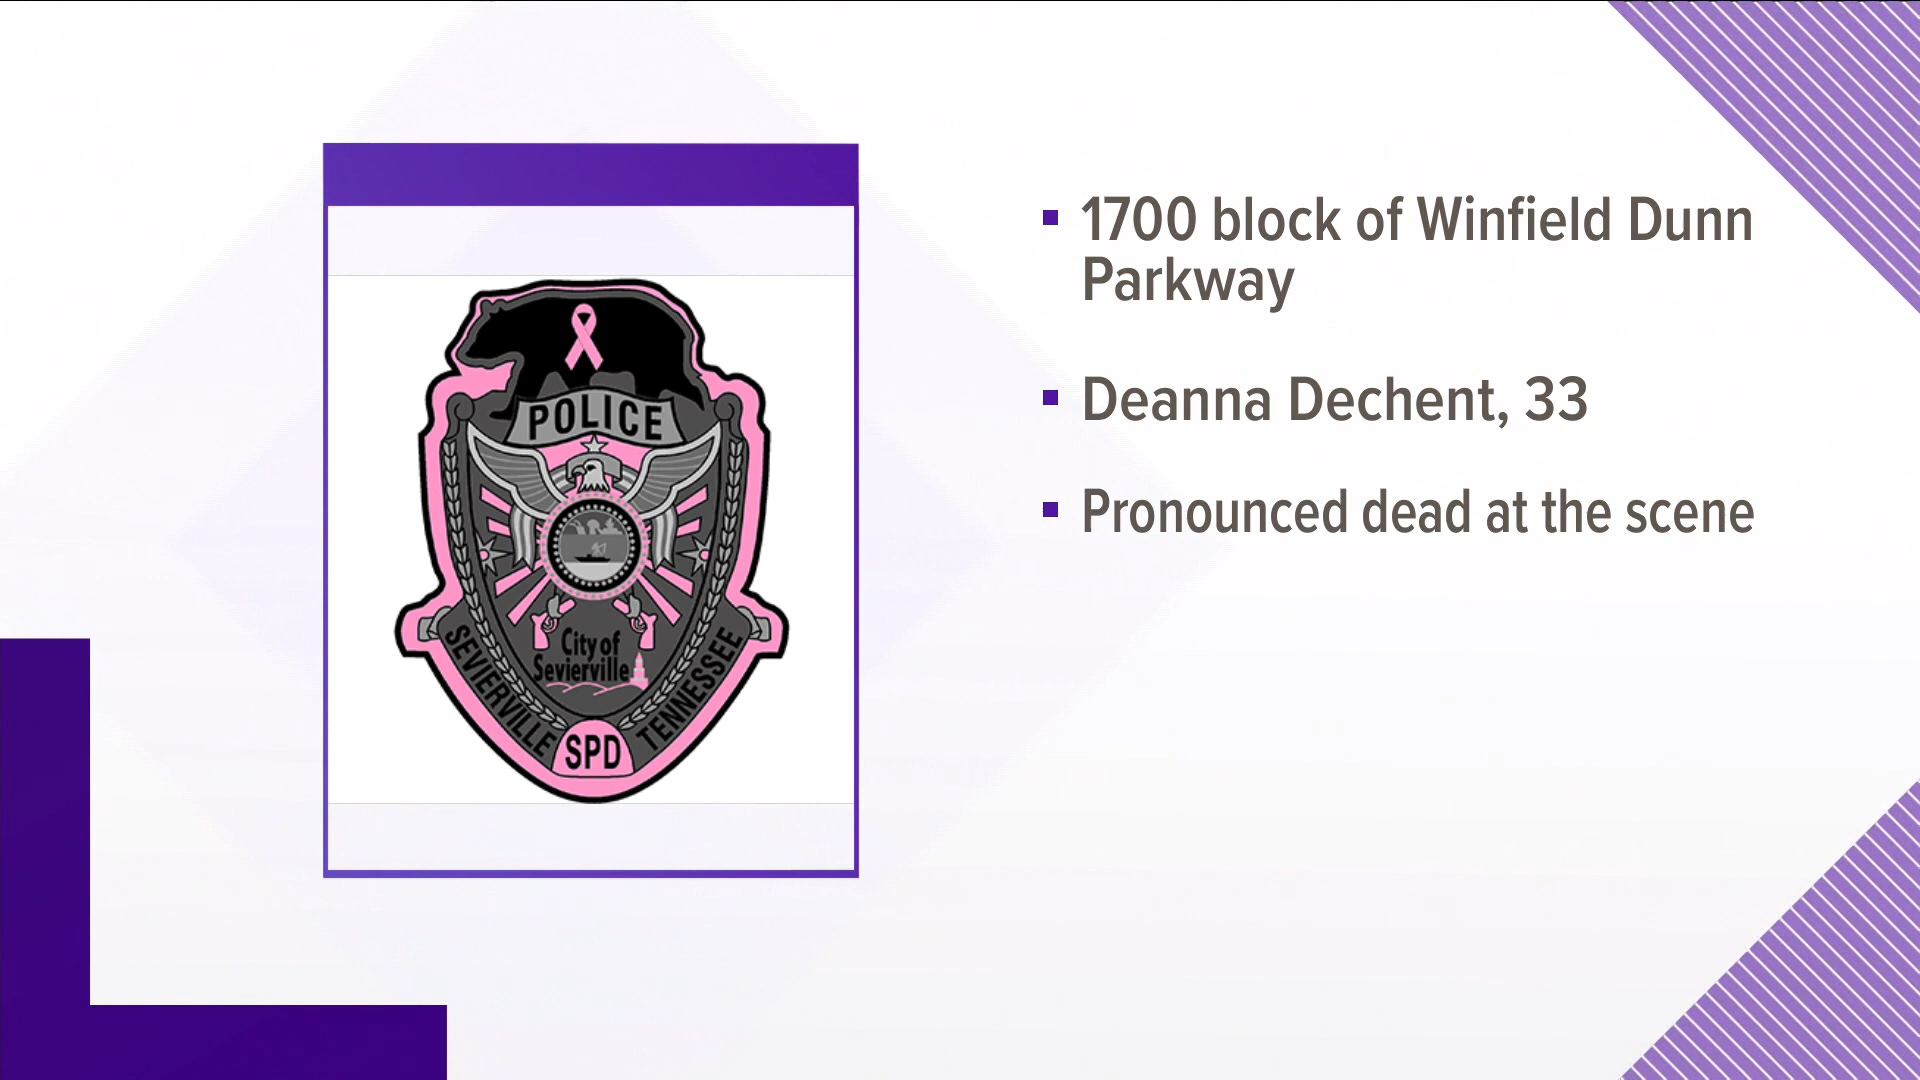 POLICE
City of
Sevierville
SEVIERVILLE
SPD
TENNESSEE
1700 block of Winfield Dunn
Parkway
Deanna Dechent, 33
Pronounced dead at the scene